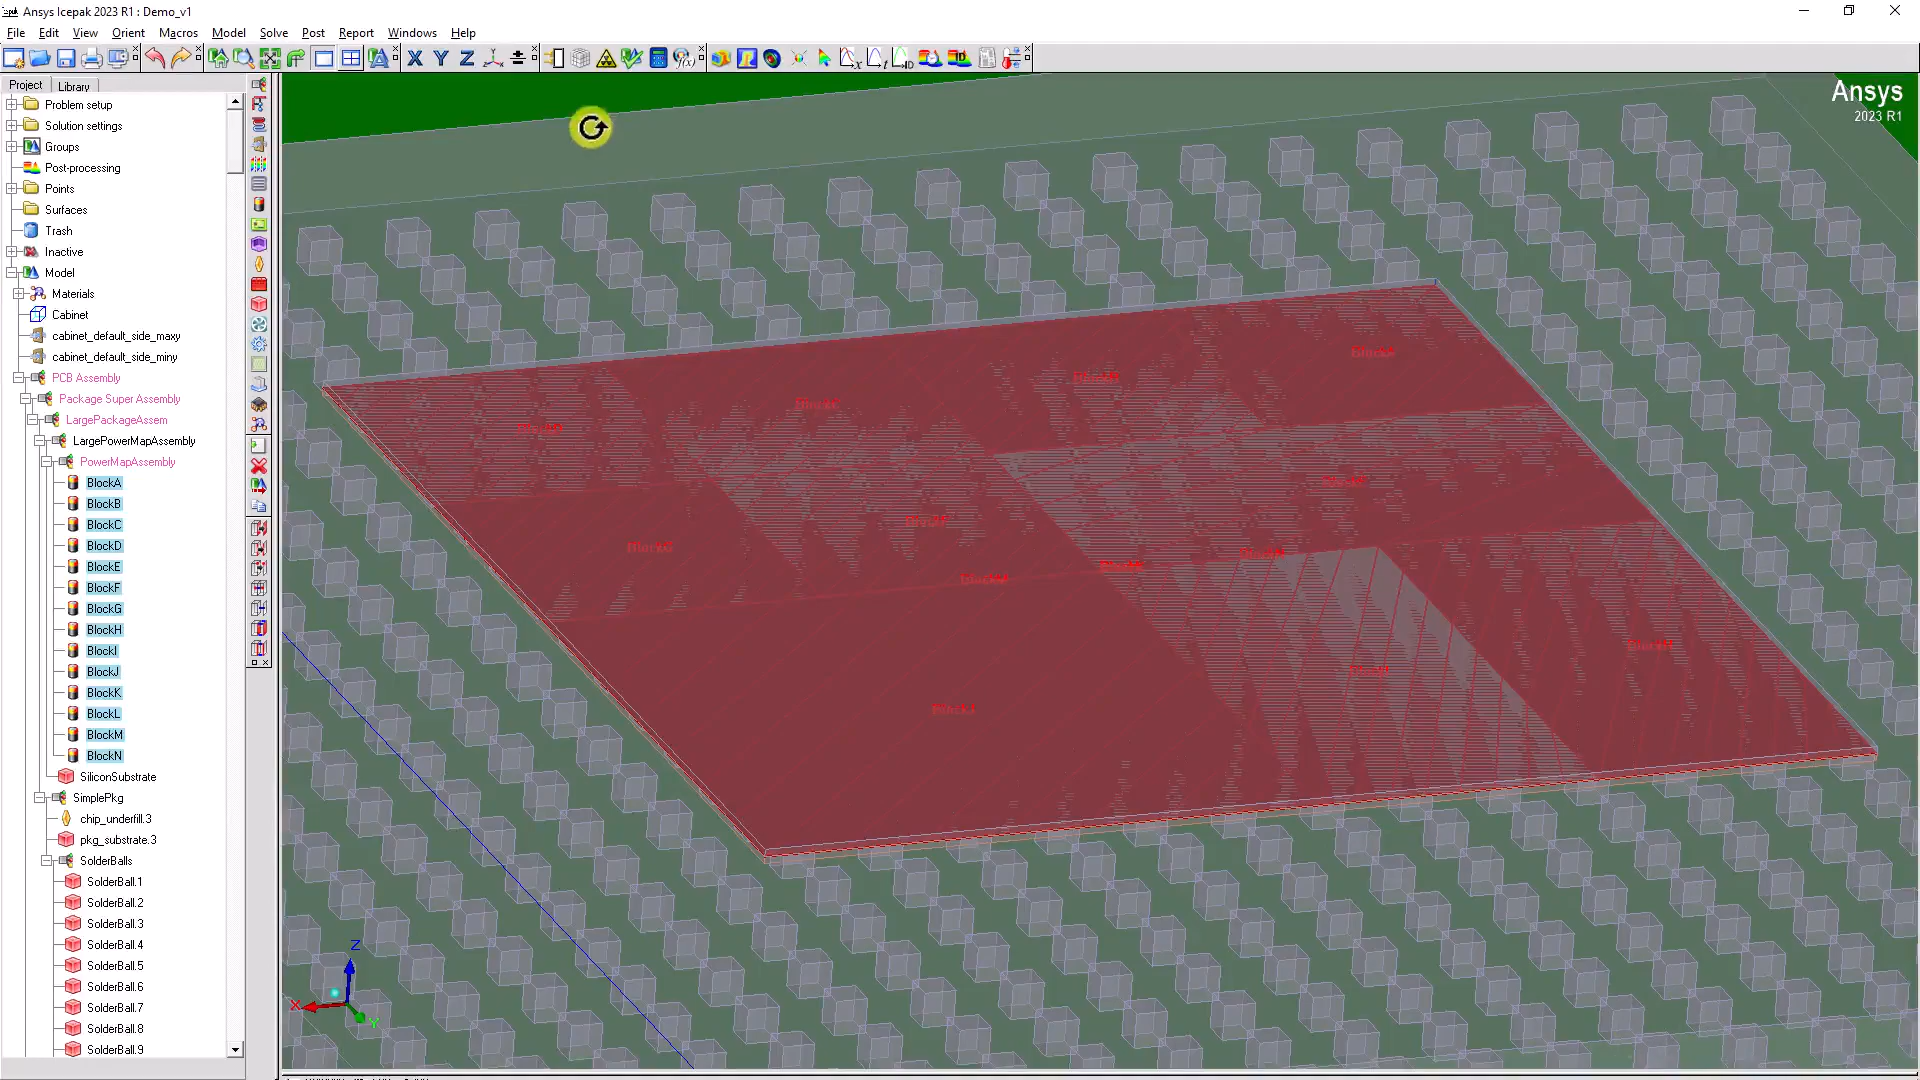 Ansys Icepak 2023 R1 : Demo_v1
File Edit View Orient Macros Model Solve Post Report Windows Help
X Y Z
Project Library
Problem setup
Solution settings
Groups
Post-processing
Points
Surfaces
Trash
Inactive
Model
Materials
Cabinet
cabinet_default_side_maxy
cabinet_default_side_miny
PCB Assembly
Package Super Assembly
LargePackageAssem
LargePowerMapAssembly
PowerMapAssembly
BlockA
BlockB
BlockC
BlockD
BlockE
BlockF
BlockG
BlockH
BlockI
BlockJ
BlockK
BlockL
BlockM
BlockN
SiliconSubstrate
SimplePkg
chip_underfill.3
pkg_substrate.3
SolderBalls
SolderBall.1
SolderBall.2
SolderBall.3
SolderBall.4
SolderBall.5
SolderBall.6
SolderBall.7
SolderBall.8
SolderBall.9
Ansys
2023 R1
Z
X
Y